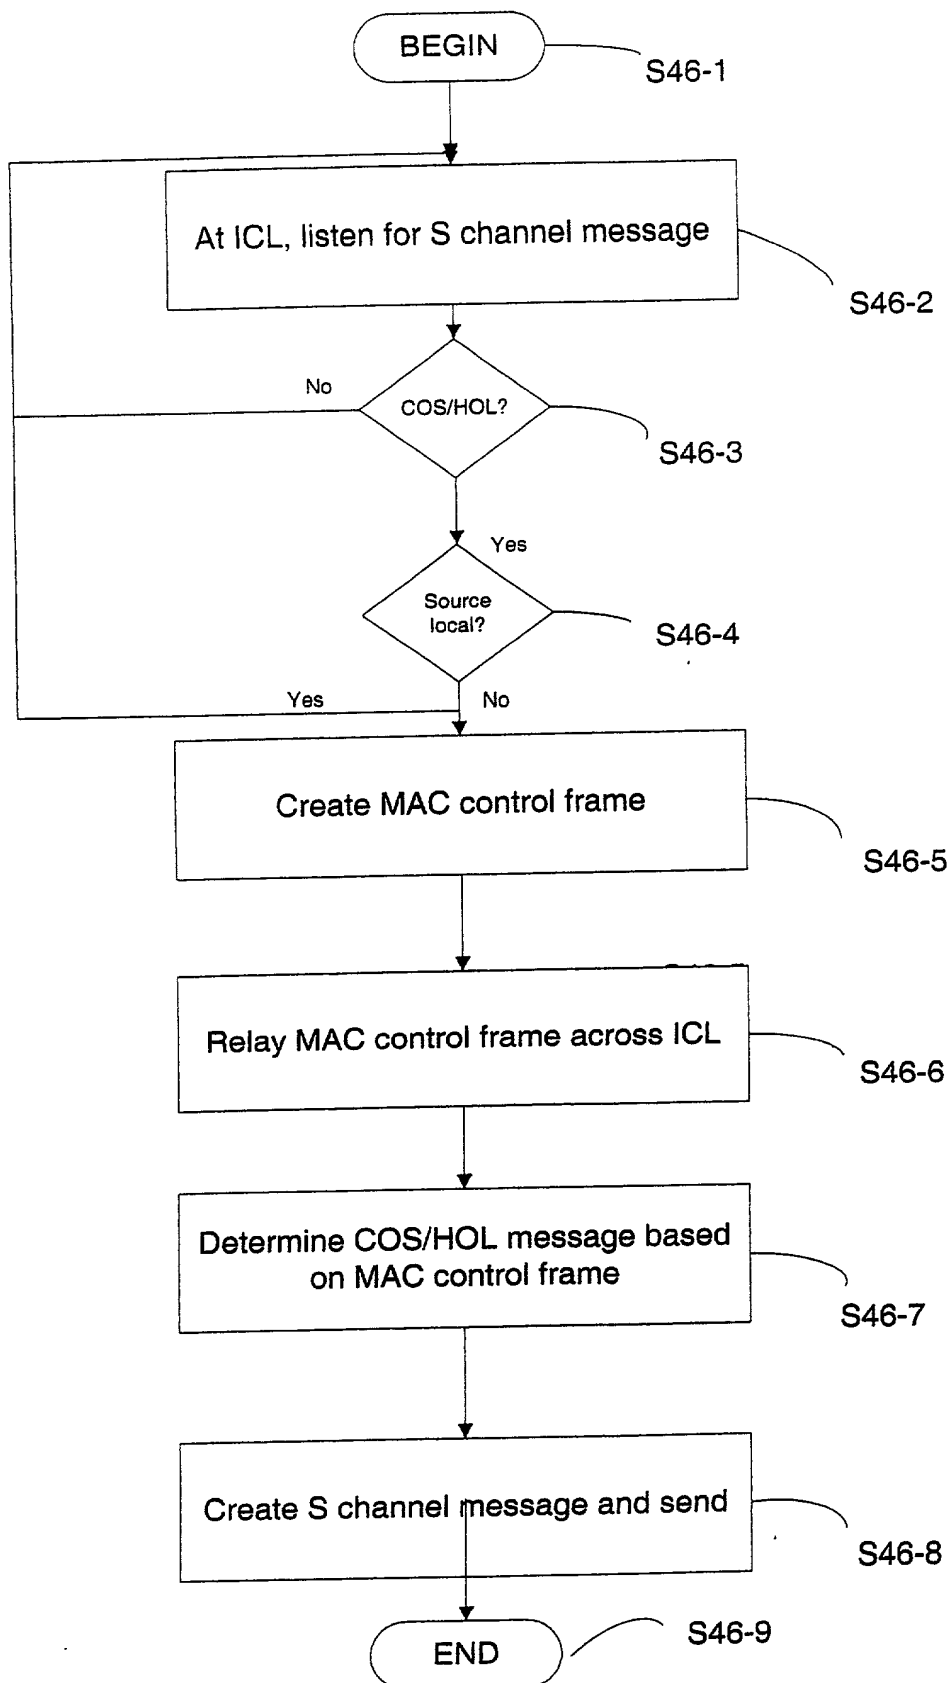 BEGIN
S46-1
At ICL, listen for S channel message
S46-2
No
COS/HOL?
S46-3
Yes
Source
local?
S46-4
Yes
No
Create MAC control frame
S46-5
Relay MAC control frame across ICL
S46-6
Determine COS/HOL message based
on MAC control frame
S46-7
Create S channel message and send
S46-8
END
S46-9